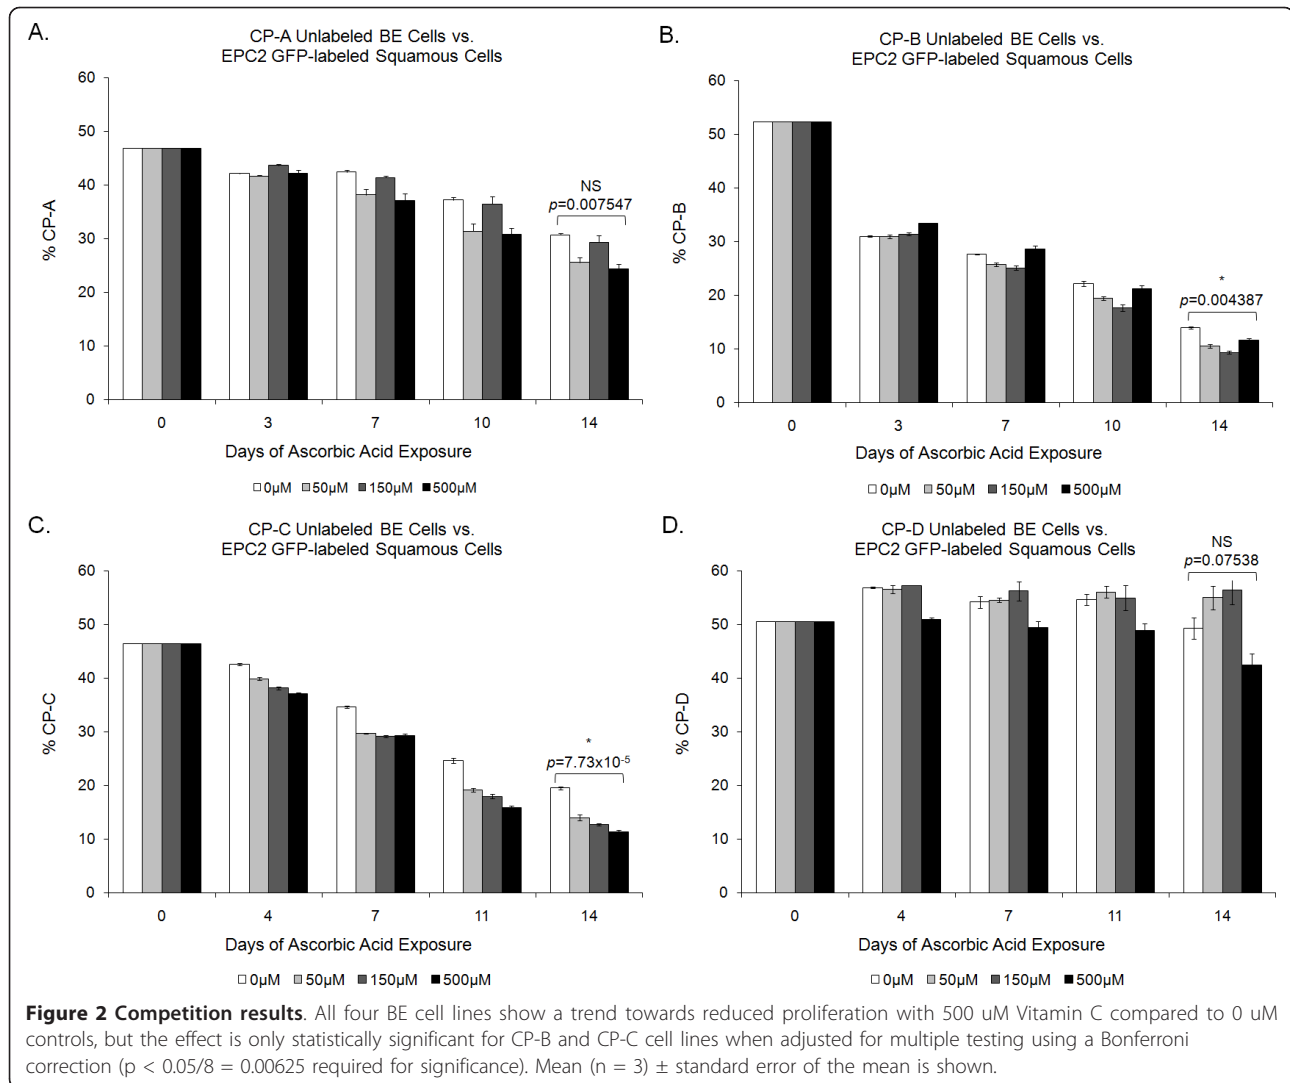 A.
CP-A Unlabeled BE Cells vs.
EPC2 GFP-labeled Squamous Cells
60
50
40
30
20
10
0
% CP-A
NS
p=0.007547
0 3 7 10 14
Days of Ascorbic Acid Exposure
0µM 50µM 150µM 500µM
B.
CP-B Unlabeled BE Cells vs.
EPC2 GFP-labeled Squamous Cells
60
50
40
30
20
10
0
% CP-B
*
p=0.004387
0 3 7 10 14
Days of Ascorbic Acid Exposure
0µM 50µM 150µM 500µM
C.
CP-C Unlabeled BE Cells vs.
EPC2 GFP-labeled Squamous Cells
60
50
40
30
20
10
0
% CP-C
*
p=7.73x10⁻⁵
0 4 7 11 14
Days of Ascorbic Acid Exposure
0µM 50µM 150µM 500µM
D.
CP-D Unlabeled BE Cells vs.
EPC2 GFP-labeled Squamous Cells
60
50
40
30
20
10
0
% CP-D
NS
p=0.07538
0 4 7 11 14
Days of Ascorbic Acid Exposure
0µM 50µM 150µM 500µM
Figure 2 Competition results. All four BE cell lines show a trend towards reduced proliferation with 500 uM Vitamin C compared to 0 uM
controls, but the effect is only statistically significant for CP-B and CP-C cell lines when adjusted for multiple testing using a Bonferroni
correction (p < 0.05/8 = 0.00625 required for significance). Mean (n = 3) ± standard error of the mean is shown.